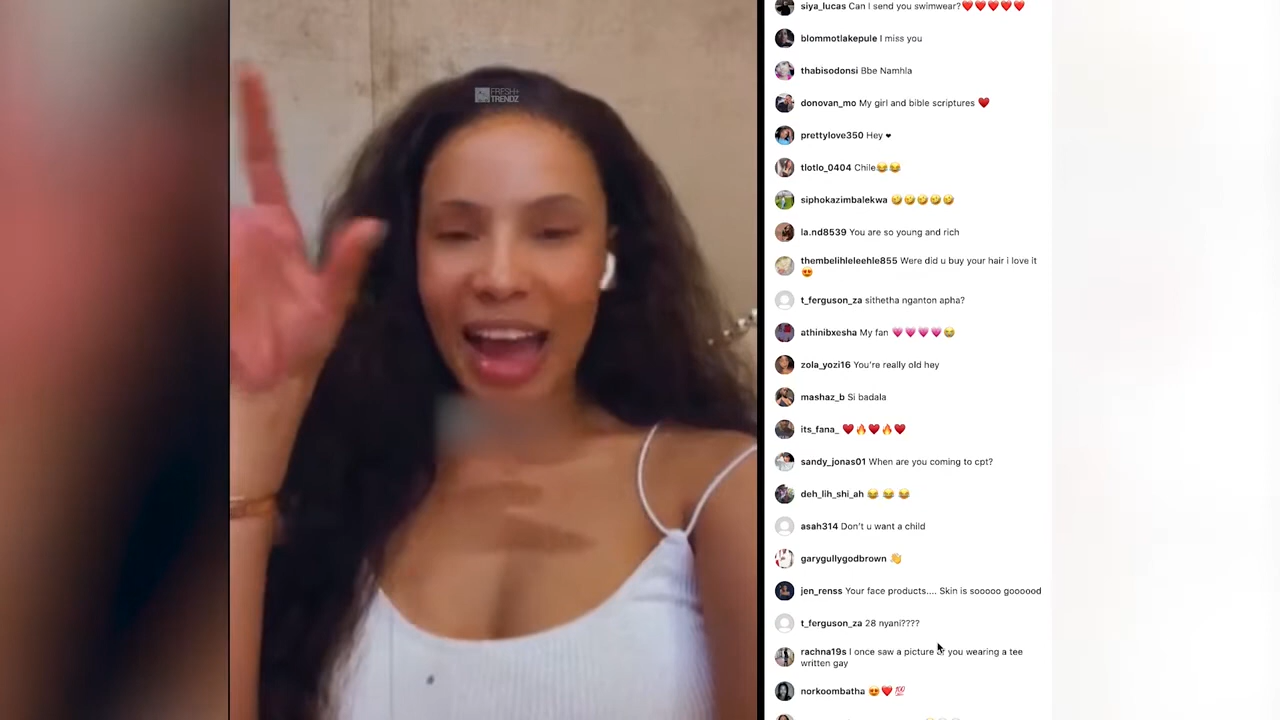 FRESH+
TRENDZ
siya_lucas Can I send you swimwear?❤️❤️❤️❤️❤️
blommotlakepule I miss you
thabisodonsi Bbe Namhla
donovan_mo My girl and bible scriptures ❤️
prettylove350 Hey ❤
tlotlo_0404 Chile😂😂
siphokazimbalekwa 🤣🤣🤣🤣🤣
la.nd8539 You are so young and rich
thembelihleleehle855 Were did u buy your hair i love it
😍
t_ferguson_za sithetha nganton apha?
athinibxesha My fan 💗💗💗💗😭
zola_yozi16 You're really old hey
mashaz_b Si badala
its_fana_ ❤️🔥❤️🔥❤️
sandy_jonas01 When are you coming to cpt?
deh_lih_shi_ah 😂 😂 😂
asah314 Don't u want a child
garygullygodbrown 👋
jen_renss Your face products.... Skin is sooooo goooood
t_ferguson_za 28 nyani????
rachna19s I once saw a picture of you wearing a tee
written gay
norkoombatha 😍❤️💯